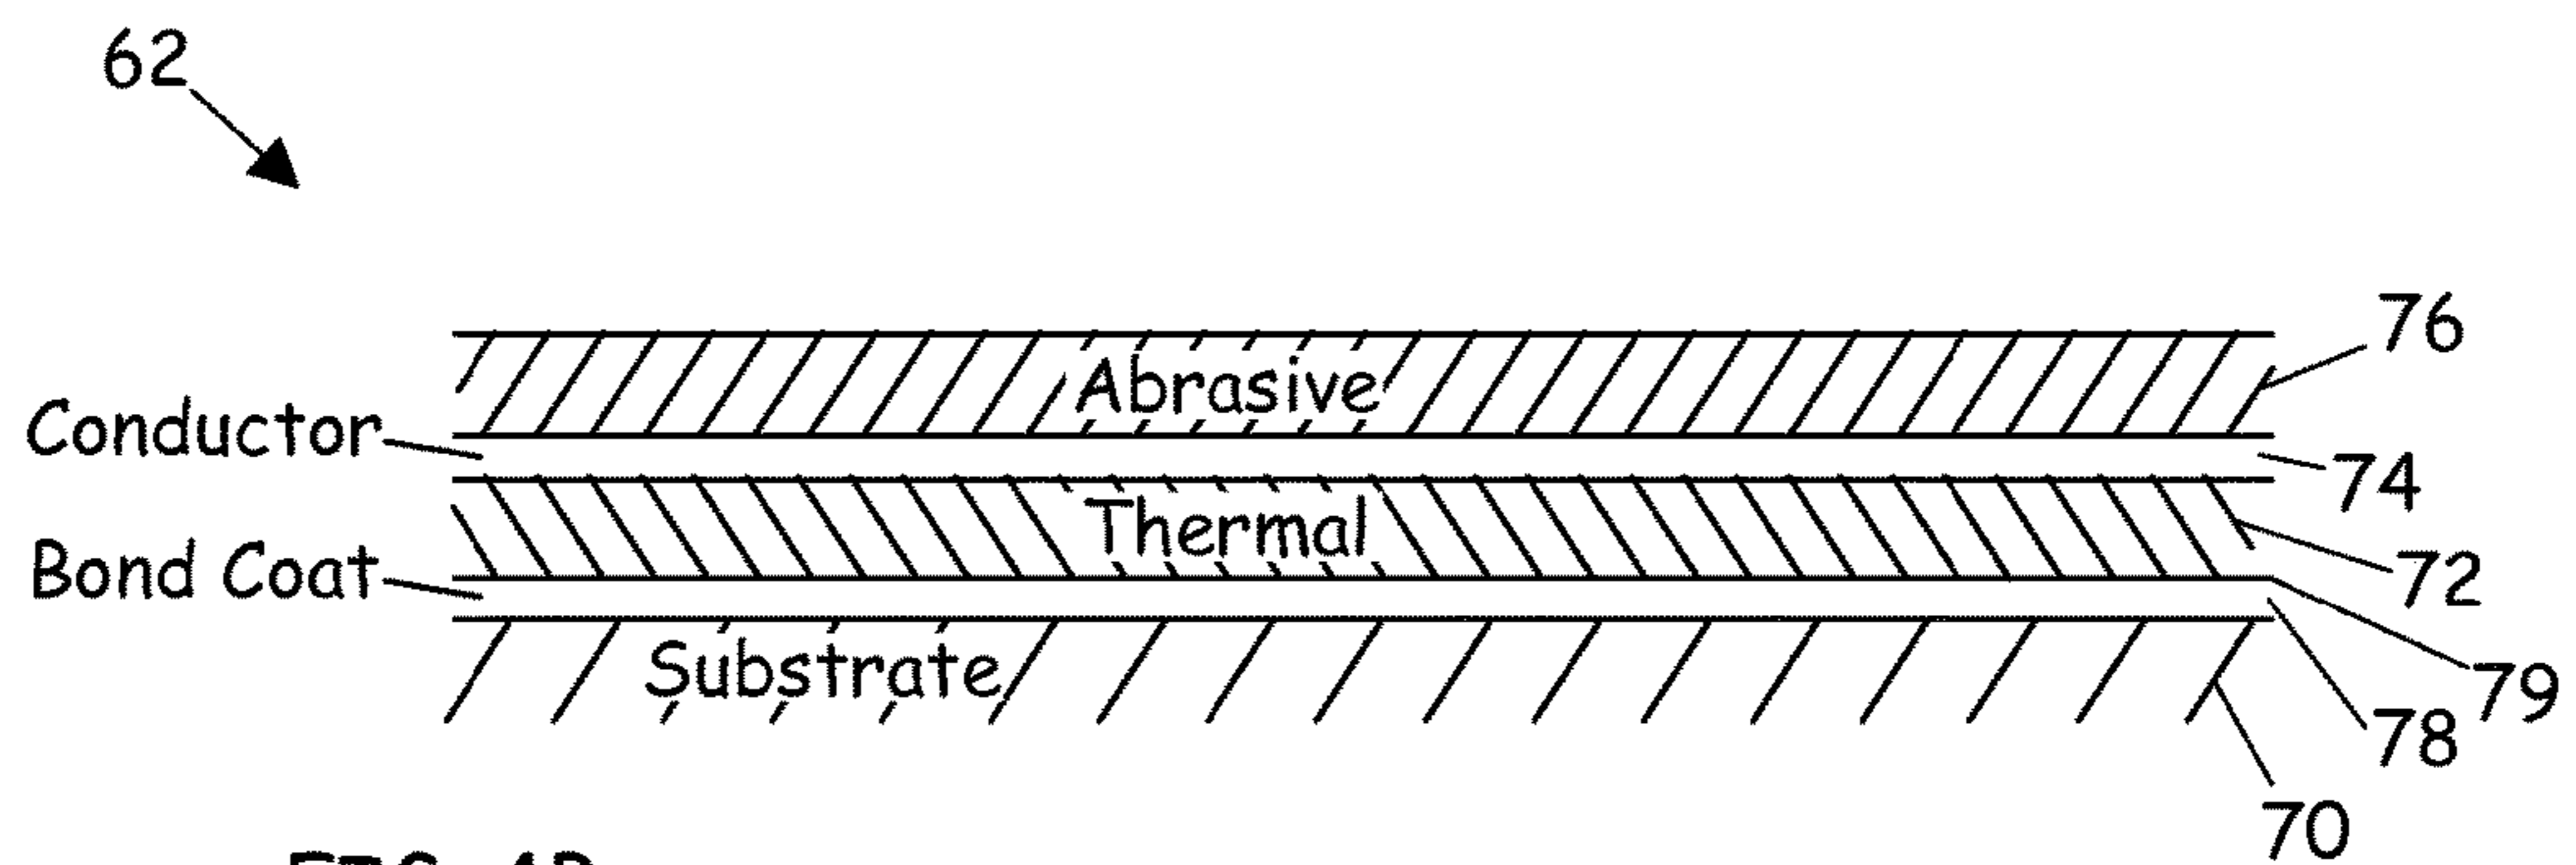 62
76
Abrasive
Conductor
74
Thermal
72
Bond Coat
Substrate
79
78
70